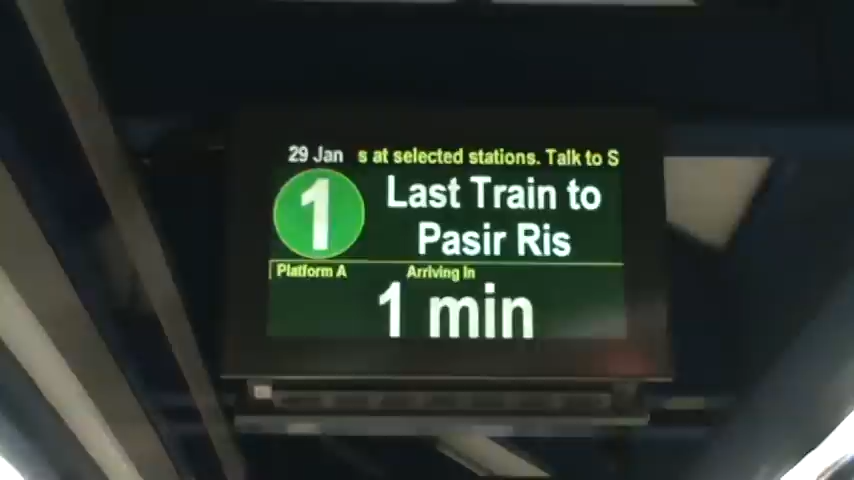 29 Jan s at selected stations. Talk to S
1
Last Train to
Pasir Ris
Platform A
Arriving In
1 min